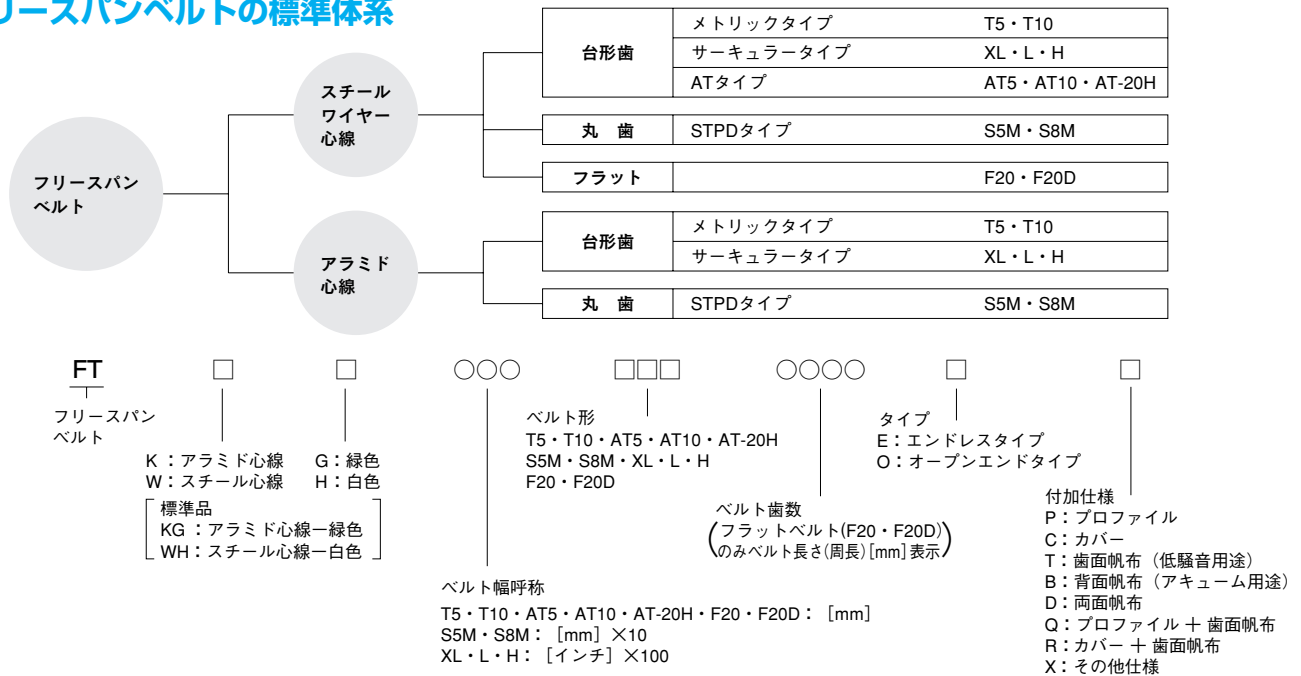 リースパンベルトの標準体系
フリースパン
ベルト
スチール
ワイヤー
心線
アラミド
心線
台形歯
メトリックタイプ T5・T10
サーキュラータイプ XL・L・H
ATタイプ AT5・AT10・AT-20H
丸 歯 STPDタイプ S5M・S8M
フラット F20・F20D
台形歯
メトリックタイプ T5・T10
サーキュラータイプ XL・L・H
丸 歯 STPDタイプ S5M・S8M
FT □ □ ○○○ □□□ ○○○○ □ □
フリースパン
ベルト
K：アラミド心線
W：スチール心線
G：緑色
H：白色
標準品
KG：アラミド心線ー緑色
WH：スチール心線ー白色
ベルト幅呼称
T5・T10・AT5・AT10・AT-20H・F20・F20D：［mm］
S5M・S8M：［mm］×10
XL・L・H：［インチ］×100
ベルト形
T5・T10・AT5・AT10・AT-20H
S5M・S8M・XL・L・H
F20・F20D
ベルト歯数
(フラットベルト(F20・F20D)
のみベルト長さ(周長)[mm]表示)
タイプ
E：エンドレスタイプ
O：オープンエンドタイプ
付加仕様
P：プロファイル
C：カバー
T：歯面帆布（低騒音用途）
B：背面帆布（アキューム用途）
D：両面帆布
Q：プロファイル ＋ 歯面帆布
R：カバー ＋ 歯面帆布
X：その他仕様